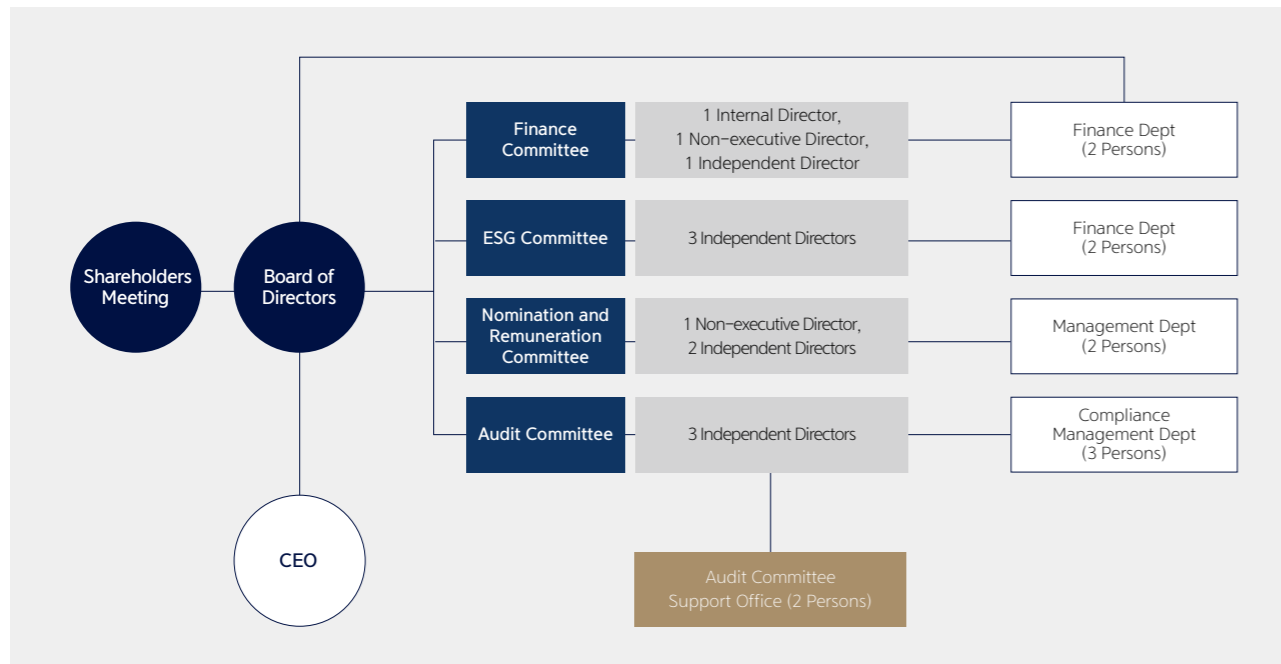 Shareholders
Meeting
Board of
Directors
CEO
Finance
Committee
1 Internal Director,
1 Non-executive Director,
1 Independent Director
Finance Dept
(2 Persons)
ESG Committee
3 Independent Directors
Finance Dept
(2 Persons)
Nomination and
Remuneration
Committee
1 Non-executive Director,
2 Independent Directors
Management Dept
(2 Persons)
Audit Committee
3 Independent Directors
Compliance
Management Dept
(3 Persons)
Audit Committee
Support Office (2 Persons)